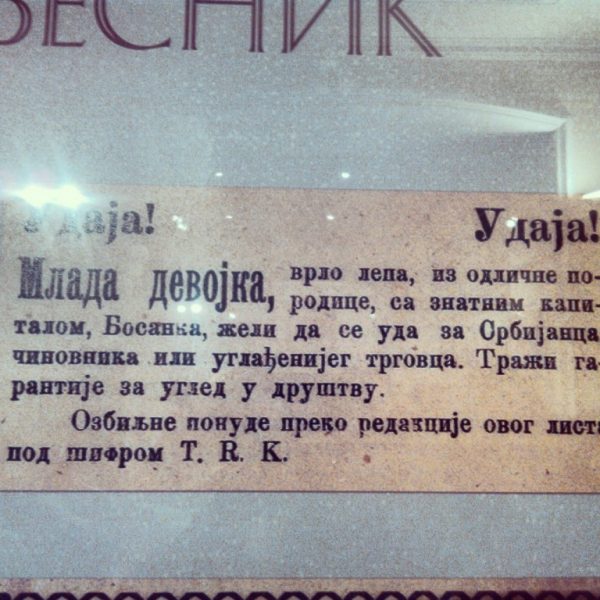 ВЕСНИК
Удаја! Удаја!
Млада девојка, врло лепа, из одличне по-
родице, са знатним капи-
талом, Босанка, жели да се уда за Србијанца
чиновника или углађенијег трговца. Тражи га-
рантије за углед у друштву.
Озбиљне понуде преко редакције овог листа
под шифром T. R. K.